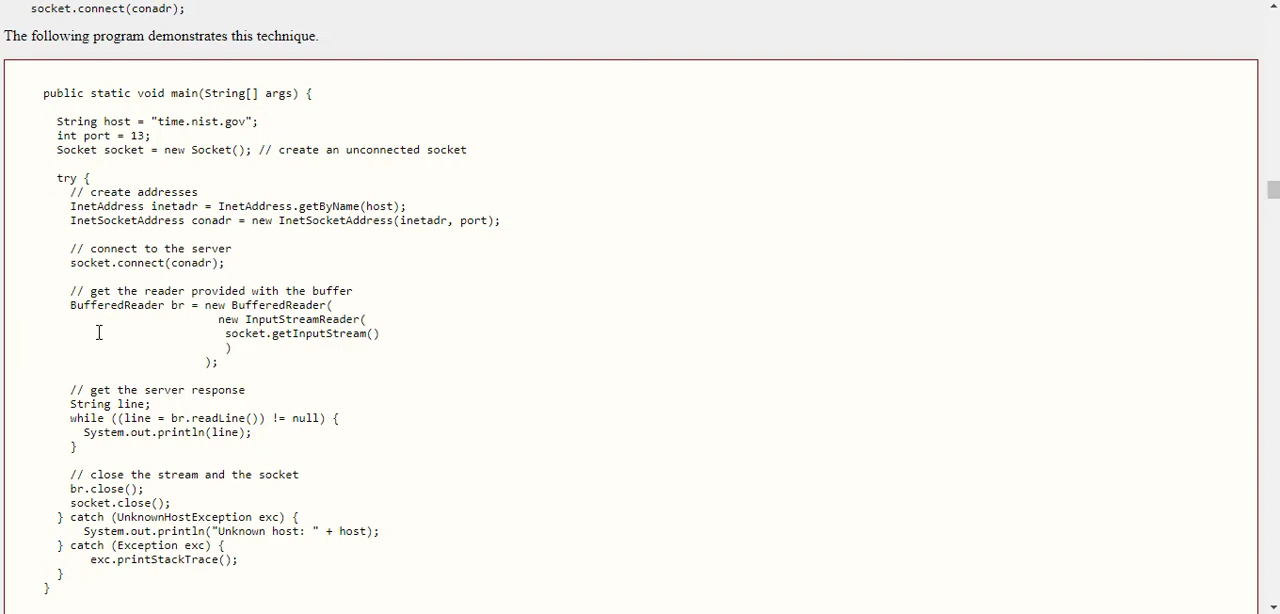 socket.connect(conadr);
The following program demonstrates this technique.
public static void main(String[] args) {
String host = "time.nist.gov";
int port = 13;
Socket socket = new Socket(); // create an unconnected socket
try {
// create addresses
InetAddress inetadr = InetAddress.getByName(host);
InetSocketAddress conadr = new InetSocketAddress(inetadr, port);
// connect to the server
socket.connect(conadr);
// get the reader provided with the buffer
BufferedReader br = new BufferedReader(
new InputStreamReader(
socket.getInputStream()
)
);
// get the server response
String line;
while ((line = br.readLine()) != null) {
System.out.println(line);
}
// close the stream and the socket
br.close();
socket.close();
} catch (UnknownHostException exc) {
System.out.println("Unknown host: " + host);
} catch (Exception exc) {
exc.printStackTrace();
}
}